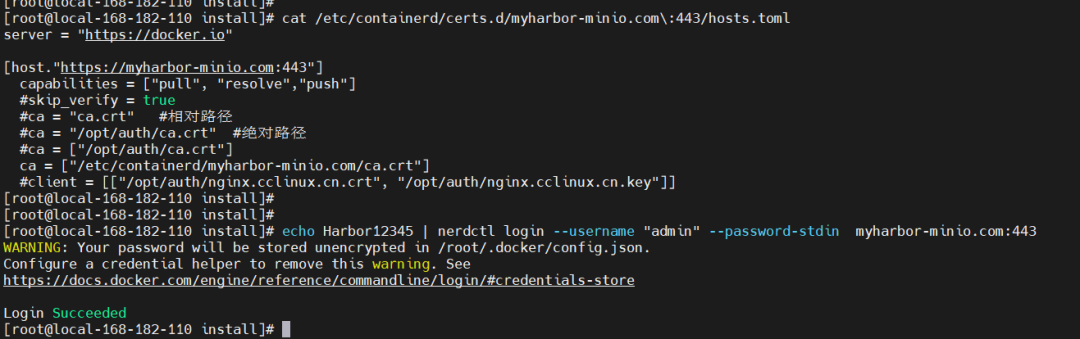 [root@local-168-182-110 install]#
[root@local-168-182-110 install]# cat /etc/containerd/certs.d/myharbor-minio.com\:443/hosts.toml
server = "https://docker.io"
[host."https://myharbor-minio.com:443"]
  capabilities = ["pull", "resolve","push"]
  #skip_verify = true
  #ca = "ca.crt"   #相对路径
  #ca = "/opt/auth/ca.crt"  #绝对路径
  #ca = ["/opt/auth/ca.crt"]
  ca = ["/etc/containerd/myharbor-minio.com/ca.crt"]
  #client = [["/opt/auth/nginx.cclinux.cn.crt", "/opt/auth/nginx.cclinux.cn.key"]]
[root@local-168-182-110 install]#
[root@local-168-182-110 install]#
[root@local-168-182-110 install]# echo Harbor12345 | nerdctl login --username "admin" --password-stdin  myharbor-minio.com:443
WARNING: Your password will be stored unencrypted in /root/.docker/config.json.
Configure a credential helper to remove this warning. See
https://docs.docker.com/engine/reference/commandline/login/#credentials-store
Login Succeeded
[root@local-168-182-110 install]#